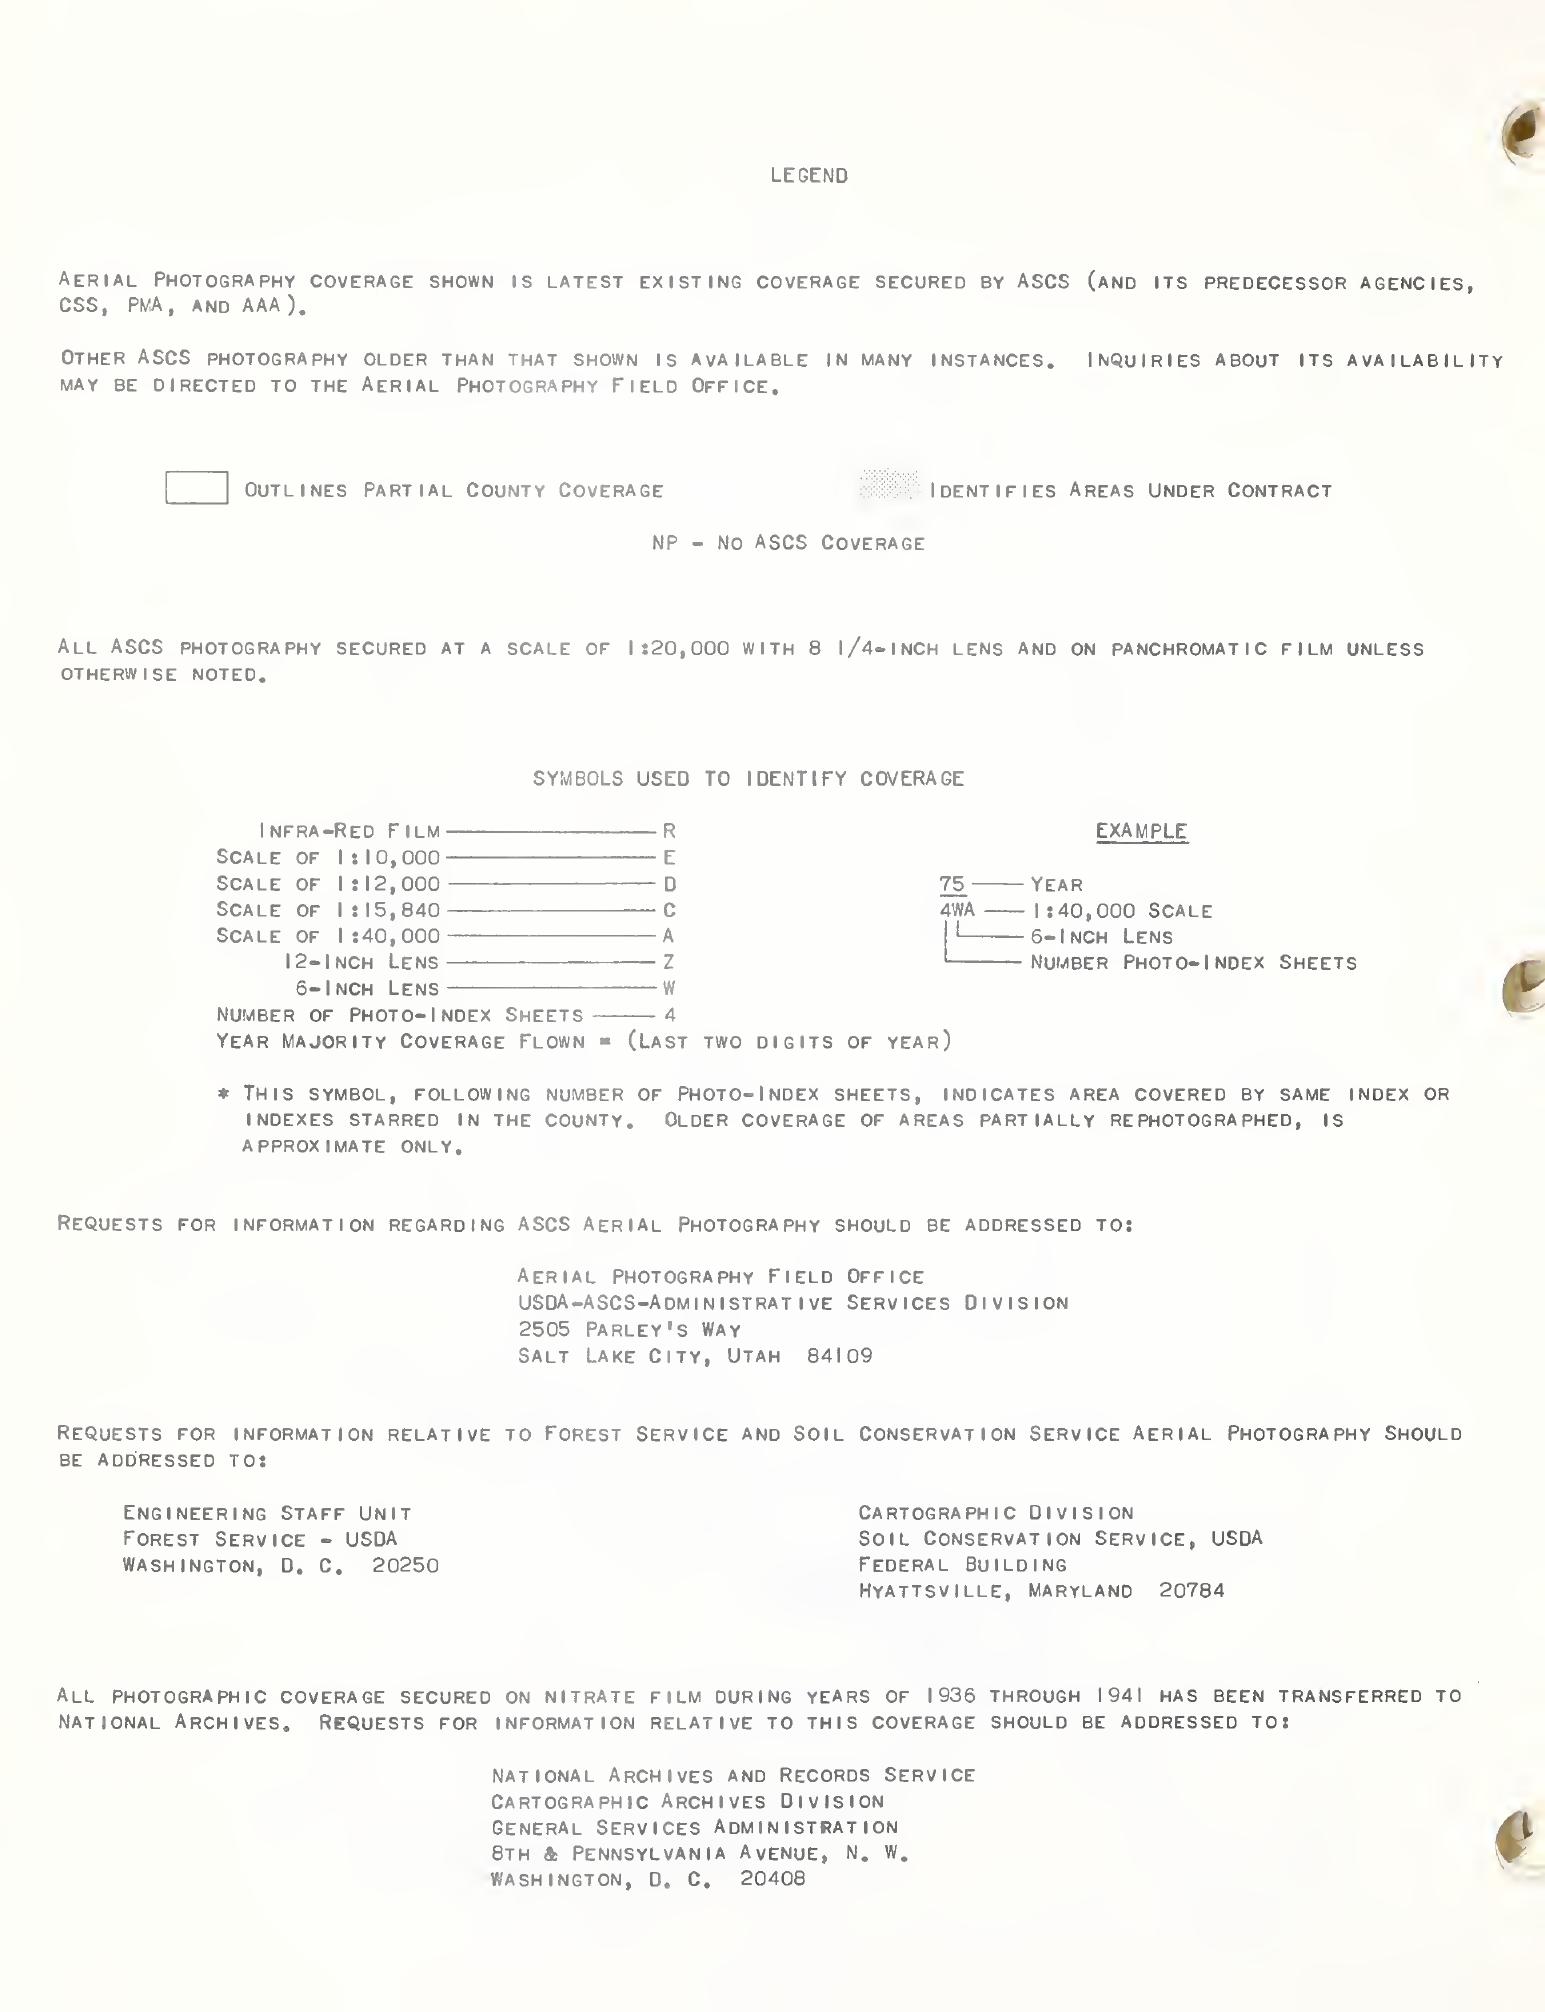 LEGEND
AERIAL PHOTOGRAPHY COVERAGE SHOWN IS LATEST EXISTING COVERAGE SECURED BY ASCS (AND ITS PREDECESSOR AGENCIES,
CSS, PMA, AND AAA).
OTHER ASCS PHOTOGRAPHY OLDER THAN THAT SHOWN IS AVAILABLE IN MANY INSTANCES. INQUIRIES ABOUT ITS AVAILABILITY
MAY BE DIRECTED TO THE AERIAL PHOTOGRAPHY FIELD OFFICE.
OUTLINES PARTIAL COUNTY COVERAGE
IDENTIFIES AREAS UNDER CONTRACT
NP - NO ASCS COVERAGE
ALL ASCS PHOTOGRAPHY SECURED AT A SCALE OF 1:20,000 WITH 8 1/4-INCH LENS AND ON PANCHROMATIC FILM UNLESS
OTHERWISE NOTED.
SYMBOLS USED TO IDENTIFY COVERAGE
INFRA-RED FILM R
SCALE OF 1:10,000 E
SCALE OF 1:12,000 D
SCALE OF 1:15,840 C
SCALE OF 1:40,000 A
12-INCH LENS Z
6-INCH LENS W
NUMBER OF PHOTO-INDEX SHEETS 4
YEAR MAJORITY COVERAGE FLOWN = (LAST TWO DIGITS OF YEAR)
EXAMPLE
75 YEAR
4WA 1:40,000 SCALE
6-INCH LENS
NUMBER PHOTO-INDEX SHEETS
* THIS SYMBOL, FOLLOWING NUMBER OF PHOTO-INDEX SHEETS, INDICATES AREA COVERED BY SAME INDEX OR
INDEXES STARRED IN THE COUNTY. OLDER COVERAGE OF AREAS PARTIALLY REPHOTOGRAPHED, IS
APPROXIMATE ONLY.
REQUESTS FOR INFORMATION REGARDING ASCS AERIAL PHOTOGRAPHY SHOULD BE ADDRESSED TO:
AERIAL PHOTOGRAPHY FIELD OFFICE
USDA-ASCS-ADMINISTRATIVE SERVICES DIVISION
2505 PARLEY'S WAY
SALT LAKE CITY, UTAH 84109
REQUESTS FOR INFORMATION RELATIVE TO FOREST SERVICE AND SOIL CONSERVATION SERVICE AERIAL PHOTOGRAPHY SHOULD
BE ADDRESSED TO:
ENGINEERING STAFF UNIT
FOREST SERVICE - USDA
WASHINGTON, D. C. 20250
CARTOGRAPHIC DIVISION
SOIL CONSERVATION SERVICE, USDA
FEDERAL BUILDING
HYATTSVILLE, MARYLAND 20784
ALL PHOTOGRAPHIC COVERAGE SECURED ON NITRATE FILM DURING YEARS OF 1936 THROUGH 1941 HAS BEEN TRANSFERRED TO
NATIONAL ARCHIVES. REQUESTS FOR INFORMATION RELATIVE TO THIS COVERAGE SHOULD BE ADDRESSED TO:
NATIONAL ARCHIVES AND RECORDS SERVICE
CARTOGRAPHIC ARCHIVES DIVISION
GENERAL SERVICES ADMINISTRATION
8TH & PENNSYLVANIA AVENUE, N. W.
WASHINGTON, D. C. 20408